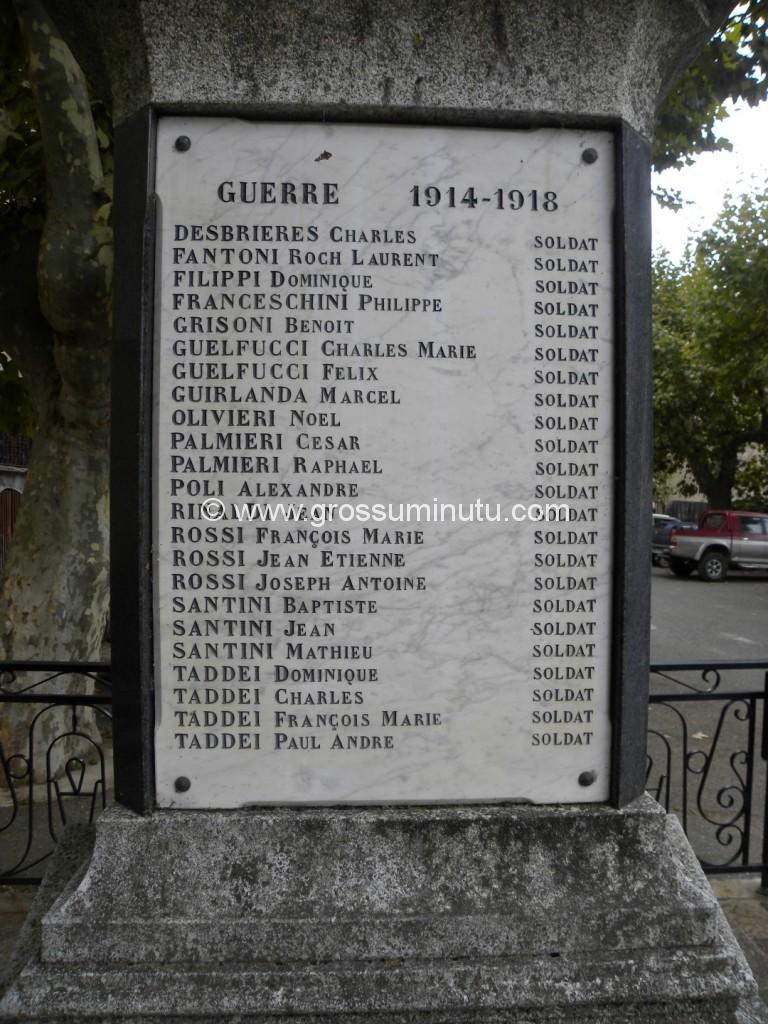 GUERRE 1914-1918
DESBRIERES CHARLES SOLDAT
FANTONI ROCH LAURENT SOLDAT
FILIPPI DOMINIQUE SOLDAT
FRANCESCHINI PHILIPPE SOLDAT
GRISONI BENOIT SOLDAT
GUELFUCCI CHARLES MARIE SOLDAT
GUELFUCCI FELIX SOLDAT
GUIRLANDA MARCEL SOLDAT
OLIVIERI NOEL SOLDAT
PALMIERI CESAR SOLDAT
PALMIERI RAPHAEL SOLDAT
POLI ALEXANDRE SOLDAT
JEAN SOLDAT
© www.grossuminutu.com
ROSSI FRANÇOIS MARIE SOLDAT
ROSSI JEAN ETIENNE SOLDAT
ROSSI JOSEPH ANTOINE SOLDAT
SANTINI BAPTISTE SOLDAT
SANTINI JEAN SOLDAT
SANTINI MATHIEU SOLDAT
TADDEI DOMINIQUE SOLDAT
TADDEI CHARLES SOLDAT
TADDEI FRANÇOIS MARIE SOLDAT
TADDEI PAUL ANDRE SOLDAT